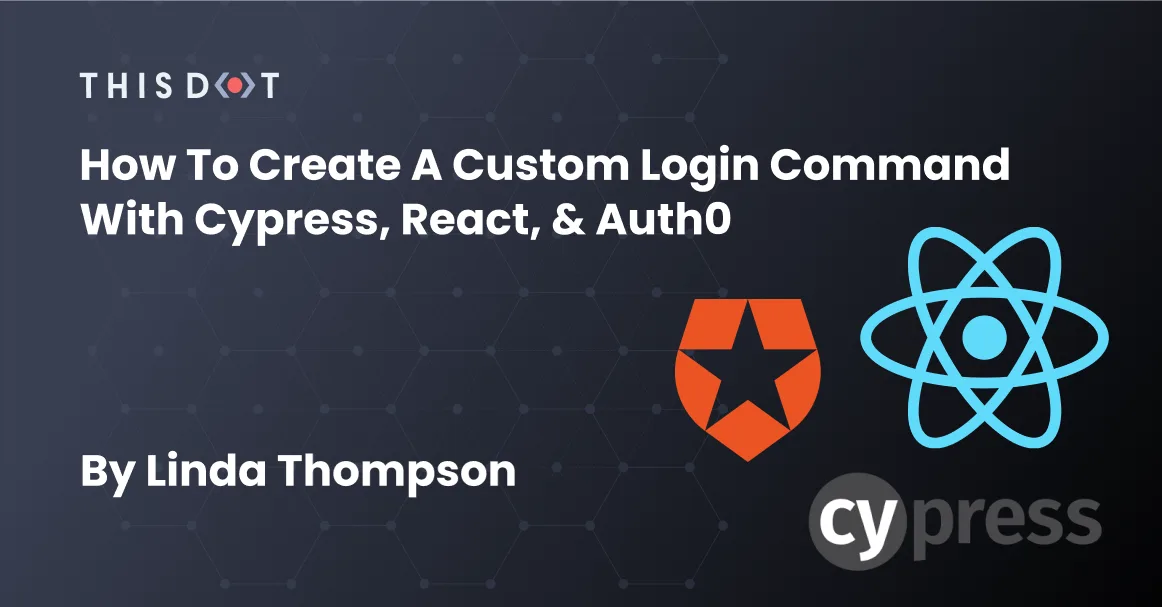 THIS DOT
How To Create A Custom Login Command
With Cypress, React, & Auth0
By Linda Thompson
cypress